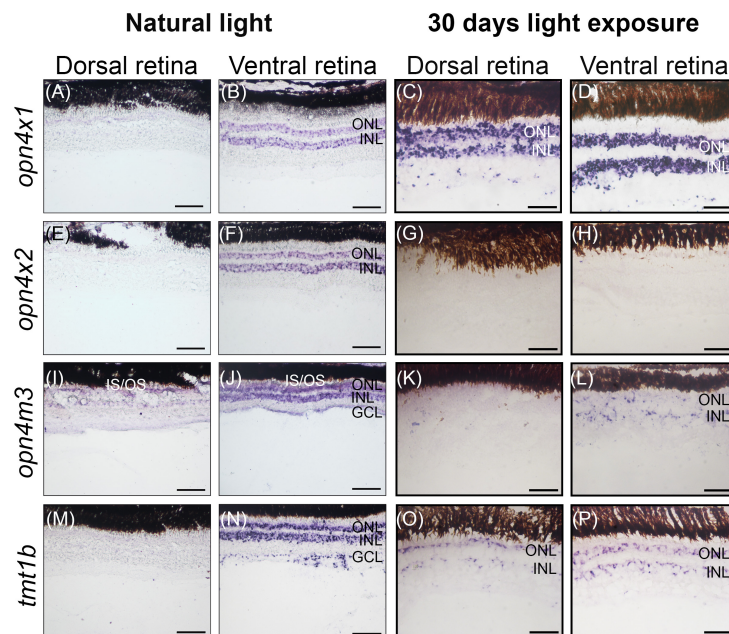 Natural light 30 days light exposure
Dorsal retina Ventral retina Dorsal retina Ventral retina
opn4x1
(A) (B) ONL INL (C) ONL INL (D) ONL INL
opn4x2
(E) (F) ONL INL (G) (H)
opn4m3
(I) IS/OS (J) IS/OS ONL INL GCL (K) (L) ONL INL
tmt1b
(M) (N) ONL INL GCL (O) ONL INL (P) ONL INL